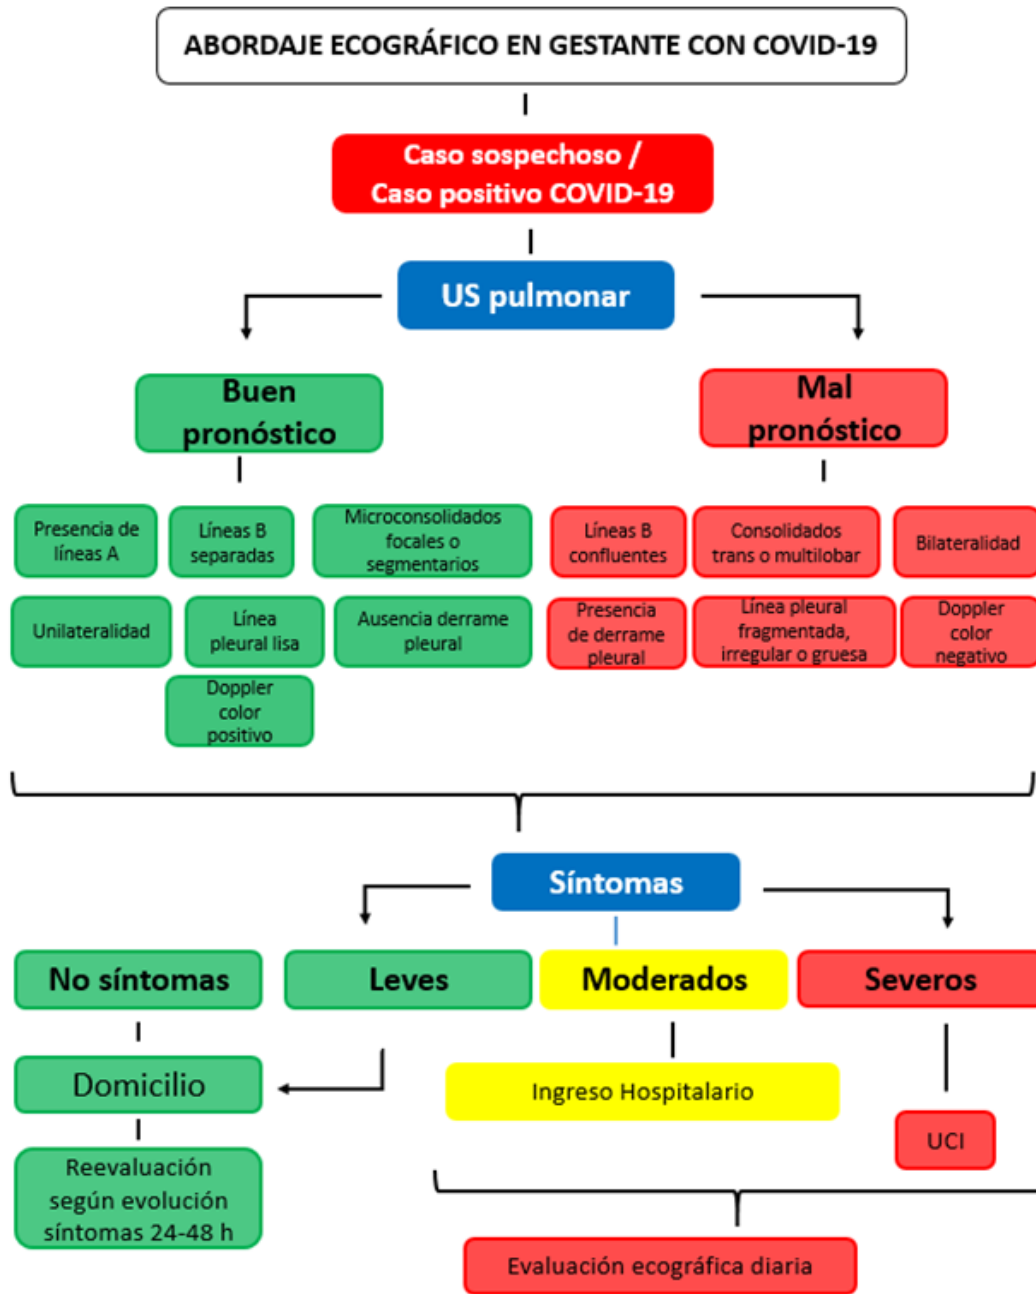 ABORDAJE ECOGRÁFICO EN GESTANTE CON COVID-19
Caso sospechoso /
Caso positivo COVID-19
US pulmonar
Buen
pronóstico
Mal
pronóstico
Presencia de
líneas A
Líneas B
separadas
Microconsolidados
focales o
segmentarios
Líneas B
confluentes
Consolidados
trans o multilobar
Bilateralidad
Unilateralidad
Línea
pleural lisa
Ausencia derrame
pleural
Presencia
de derrame
pleural
Línea pleural
fragmentada,
irregular o gruesa
Doppler
color
negativo
Doppler
color
positivo
Síntomas
No síntomas
Leves
Moderados
Severos
Domicilio
Ingreso Hospitalario
UCI
Reevaluación
según evolución
síntomas 24-48 h
Evaluación ecográfica diaria